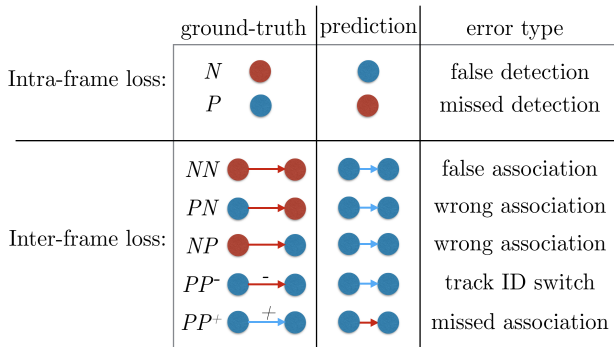 ground-truth prediction error type
Intra-frame loss: N false detection
P missed detection
Inter-frame loss: NN false association
PN wrong association
NP wrong association
PP⁻ - track ID switch
PP⁺ + missed association